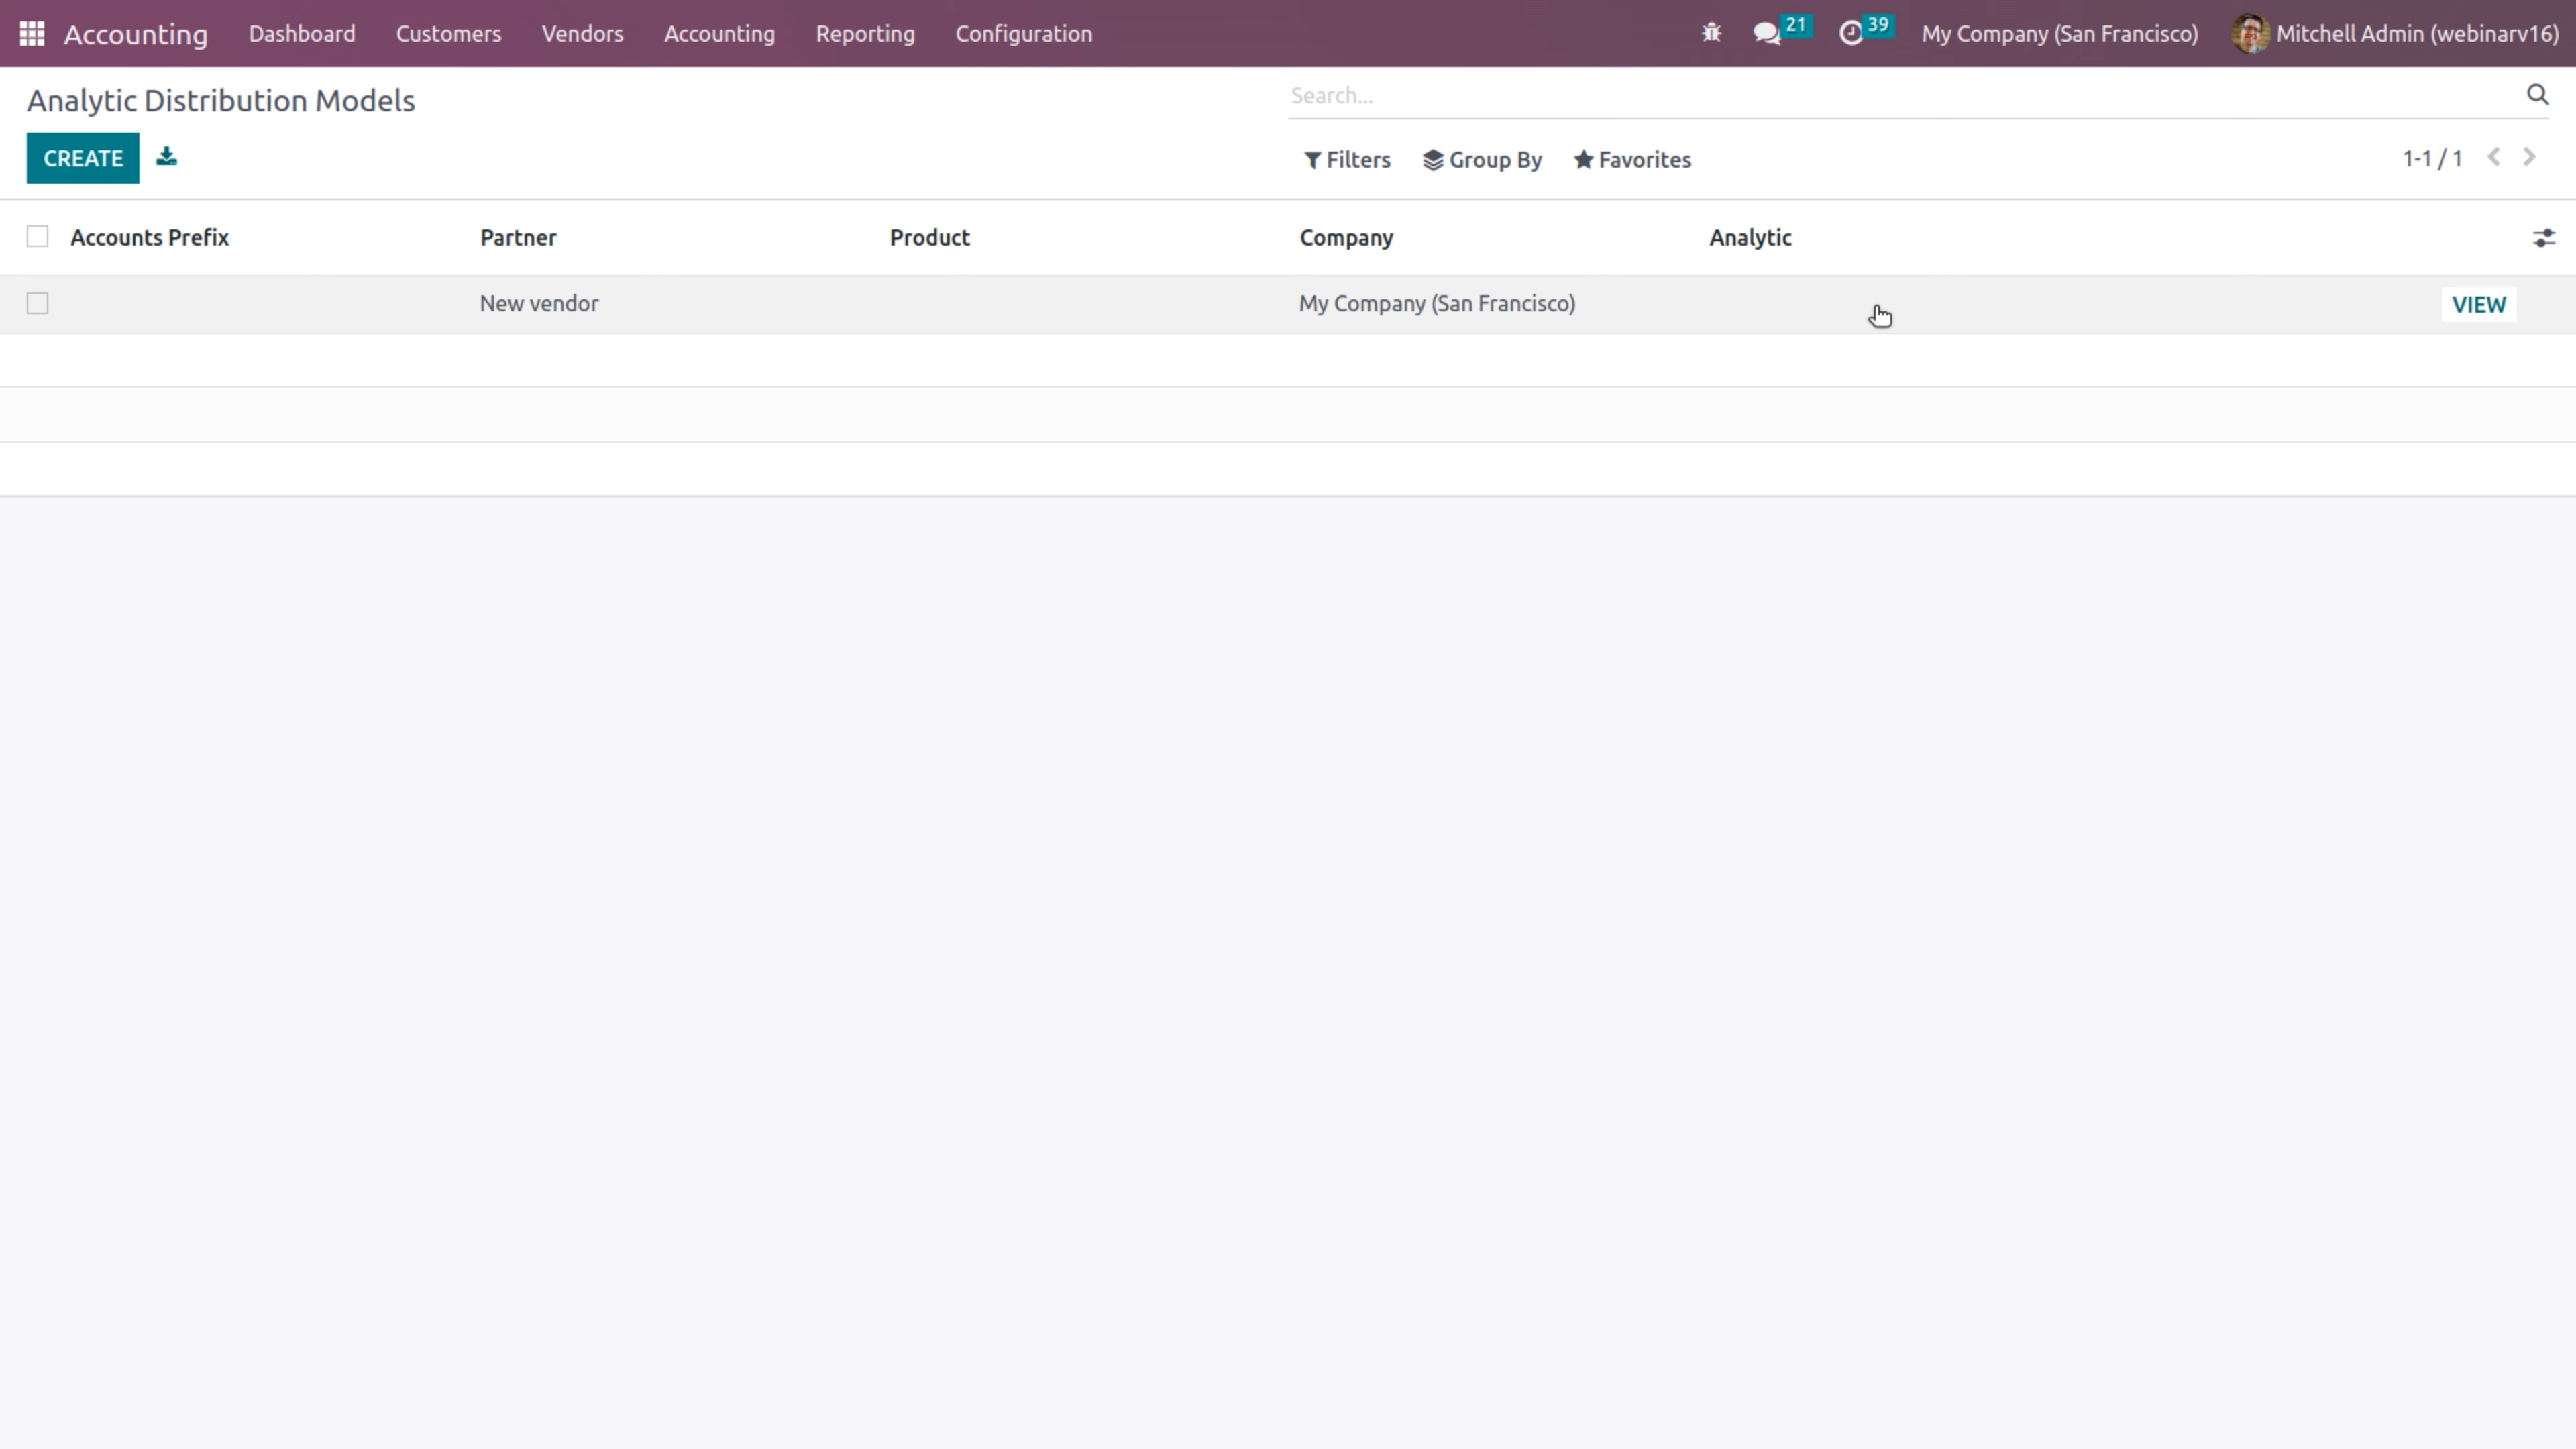 Accounting Dashboard Customers Vendors Accounting Reporting Configuration 21 39 My Company (San Francisco) Mitchell Admin (webinarv16)
Analytic Distribution Models Search...
CREATE Filters Group By Favorites 1-1 / 1
Accounts Prefix Partner Product Company Analytic
New vendor My Company (San Francisco) VIEW